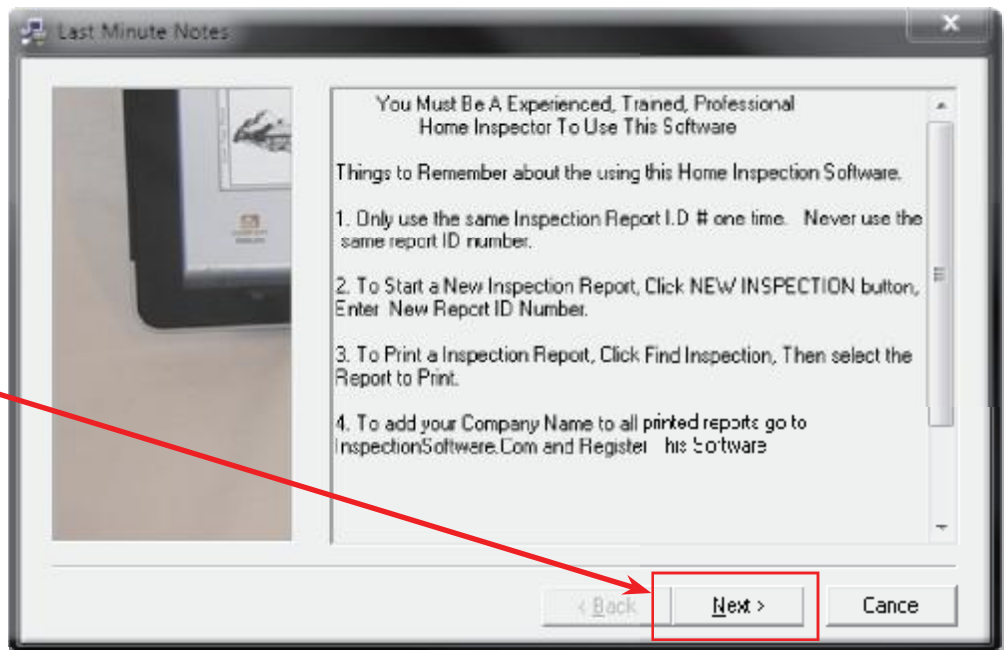 Last Minute Notes
You Must Be A Experienced, Trained, Professional
Home Inspector To Use This Software
Things to Remember about the using this Home Inspection Software.
1. Only use the same Inspection Report I.D # one time. Never use the
same report ID number.
2. To Start a New Inspection Report, Click NEW INSPECTION button,
Enter New Report ID Number.
3. To Print a Inspection Report, Click Find Inspection, Then select the
Report to Print.
4. To add your Company Name to all printed reports go to
InspectionSoftware.Com and Register This Software
< Back
Next >
Cance